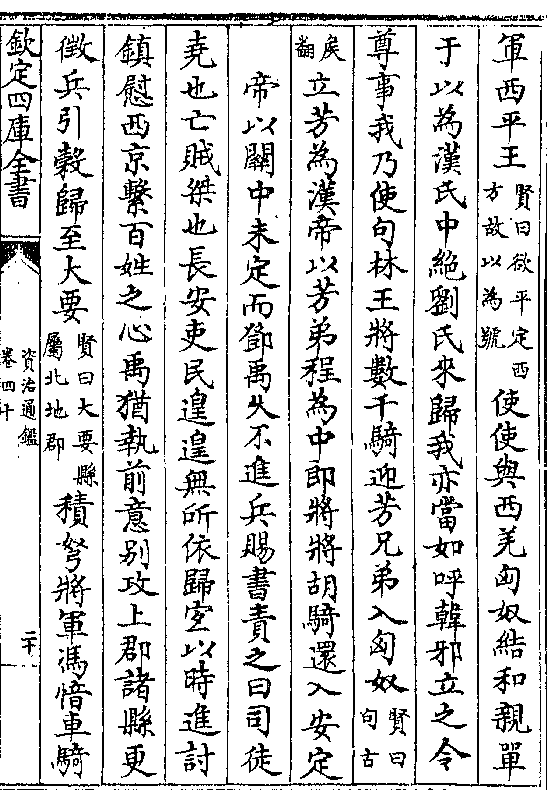 軍西平王賢曰欲平定西方故以為號使使與西羌匈奴結和親單
于以為漢氏中絶劉氏來歸我亦當如呼韓邪立之令
尊事我乃使句林王將數千騎迎芳兄弟入匈奴賢曰句古
矦翻立芳為漢帝以芳弟程為中郎將將胡騎還入安定
帝以闗中未定而鄧禹久不進兵賜書責之曰司徒
堯也亡賊桀也長安吏民遑遑無所依歸宜以時進討
鎮慰西京繫百姓之心禹猶執前意别攻上郡諸縣更
徴兵引穀歸至大要賢曰大要縣屬北地郡積弩將軍馮愔車騎
欽定四庫全書
資治通鑑
卷四十
二十